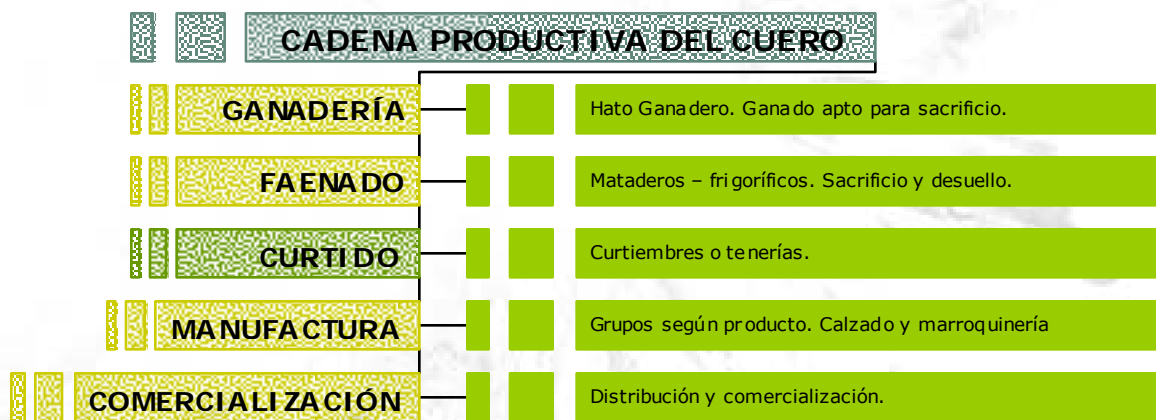 CADENA PRODUCTIVA DEL CUERO
GANADERÍA
Hato Ganadero. Ganado apto para sacrificio.
FAENADO
Mataderos – frigoríficos. Sacrificio y desuello.
CURTIDO
Curtiembres o tenerías.
MANUFACTURA
Grupos según producto. Calzado y marroquinería
COMERCIALIZACIÓN
Distribución y comercialización.